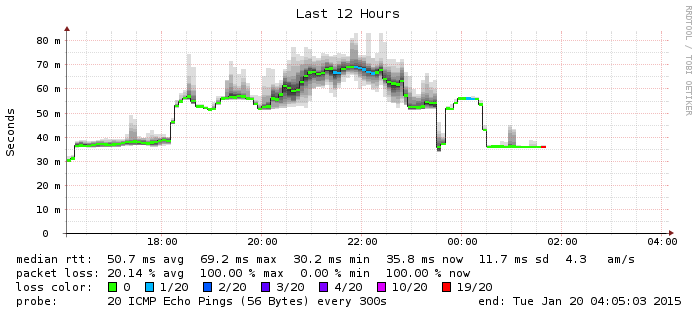 Last 12 Hours
RRDTOOL / TOBI OETIKER
Seconds
80 m
70 m
60 m
50 m
40 m
30 m
20 m
10 m
0
18:00 20:00 22:00 00:00 02:00 04:00
median rtt: 50.7 ms avg 69.2 ms max 30.2 ms min 35.8 ms now 11.7 ms sd 4.3 am/s
packet loss: 20.14 % avg 100.00 % max 0.00 % min 100.00 % now
loss color: 0 1/20 2/20 3/20 4/20 10/20 19/20
probe: 20 ICMP Echo Pings (56 Bytes) every 300s end: Tue Jan 20 04:05:03 2015